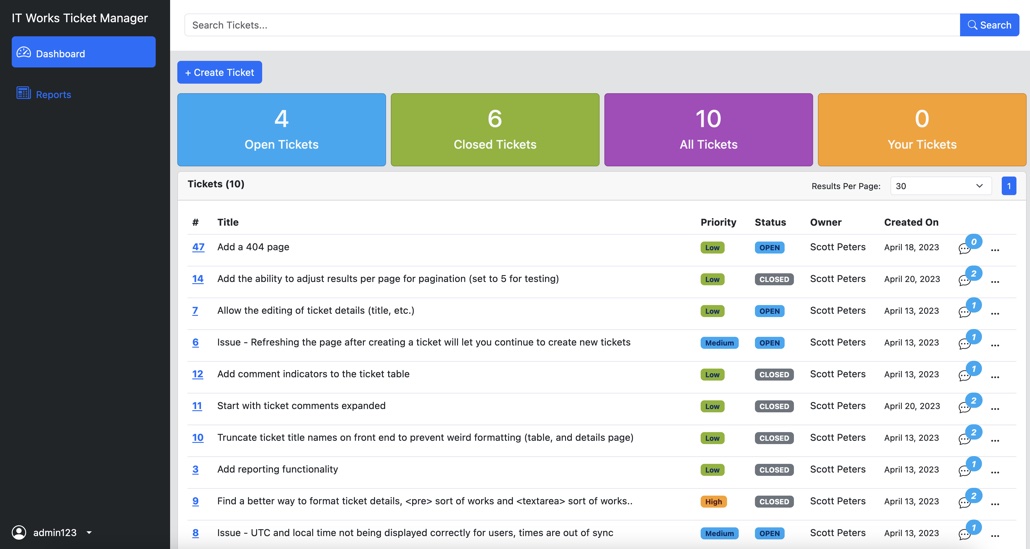 IT Works Ticket Manager
Dashboard
Reports
admin123
Search Tickets...
Search
+ Create Ticket
4
Open Tickets
6
Closed Tickets
10
All Tickets
0
Your Tickets
Tickets (10)
Results Per Page: 30 1
# Title Priority Status Owner Created On
47 Add a 404 page Low OPEN Scott Peters April 18, 2023 0 ...
14 Add the ability to adjust results per page for pagination (set to 5 for testing) Low CLOSED Scott Peters April 20, 2023 2 ...
7 Allow the editing of ticket details (title, etc.) Low OPEN Scott Peters April 13, 2023 1 ...
6 Issue - Refreshing the page after creating a ticket will let you continue to create new tickets Medium OPEN Scott Peters April 13, 2023 1 ...
12 Add comment indicators to the ticket table Low CLOSED Scott Peters April 13, 2023 1 ...
11 Start with ticket comments expanded Low CLOSED Scott Peters April 20, 2023 2 ...
10 Truncate ticket title names on front end to prevent weird formatting (table, and details page) Low CLOSED Scott Peters April 13, 2023 2 ...
3 Add reporting functionality Low CLOSED Scott Peters April 13, 2023 1 ...
9 Find a better way to format ticket details, <pre> sort of works and <textarea> sort of works.. High CLOSED Scott Peters April 13, 2023 2 ...
8 Issue - UTC and local time not being displayed correctly for users, times are out of sync Medium OPEN Scott Peters April 13, 2023 1 ...